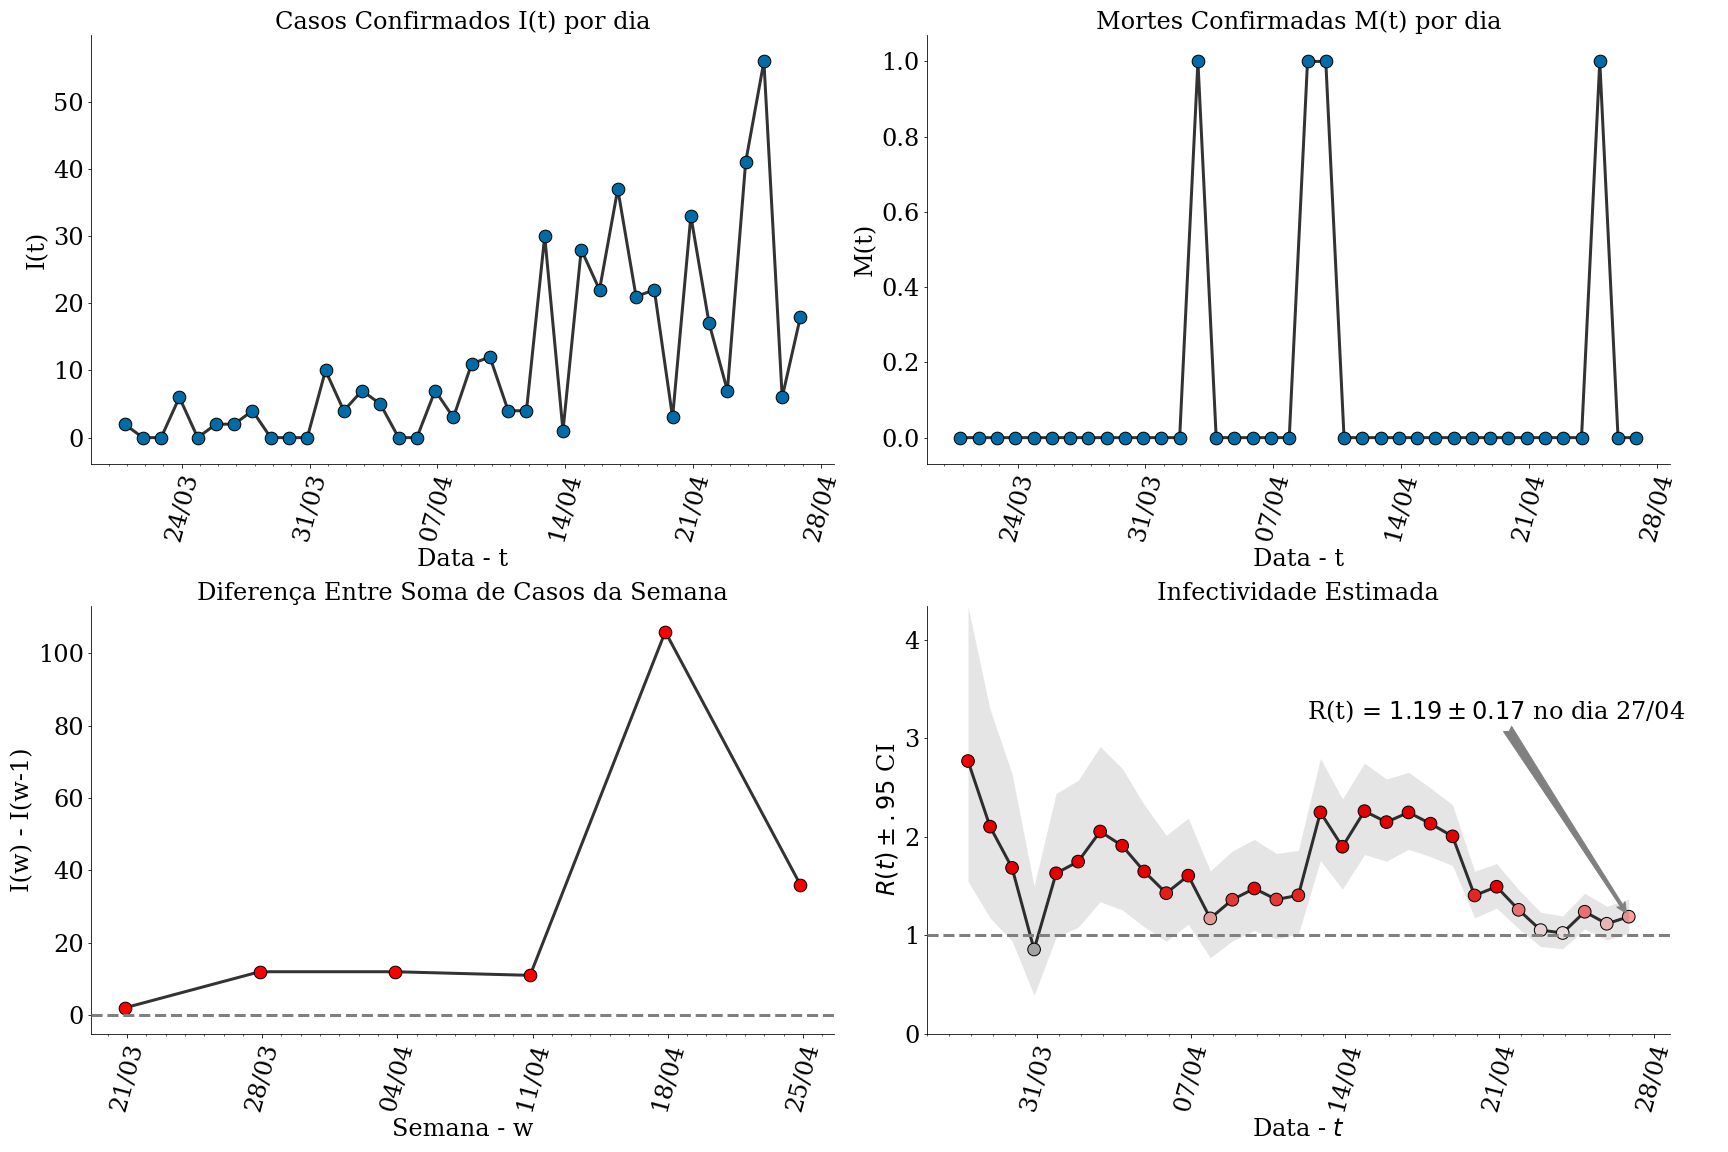 Casos Confirmados I(t) por dia
I(t)
50
40
30
20
10
0
24/03 31/03 07/04 14/04 21/04 28/04
Data - t
Mortes Confirmadas M(t) por dia
M(t)
1.0
0.8
0.6
0.4
0.2
0.0
24/03 31/03 07/04 14/04 21/04 28/04
Data - t
Diferença Entre Soma de Casos da Semana
I(w) - I(w-1)
100
80
60
40
20
0
21/03 28/03 04/04 11/04 18/04 25/04
Semana - w
Infectividade Estimada
R(t) ± .95 CI
4
3
2
1
0
R(t) = 1.19 ± 0.17 no dia 27/04
31/03 07/04 14/04 21/04 28/04
Data - t